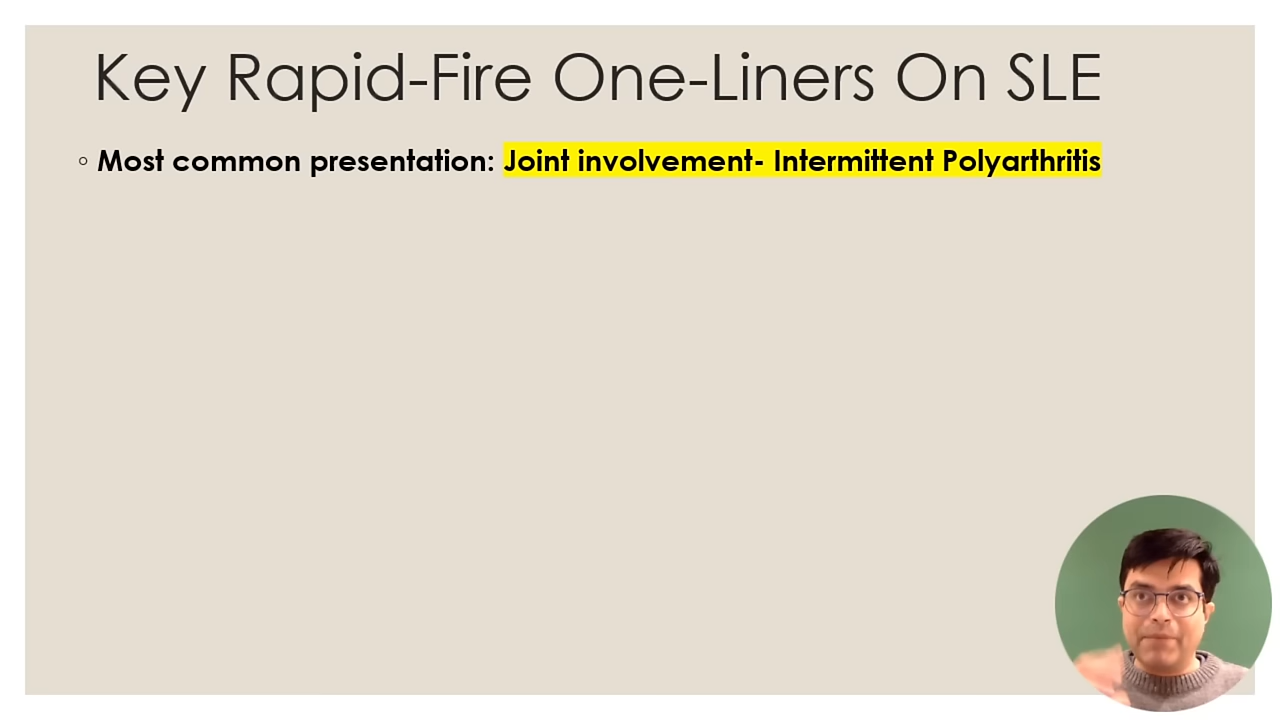 Key Rapid-Fire One-Liners On SLE
◦ Most common presentation: Joint involvement- Intermittent Polyarthritis